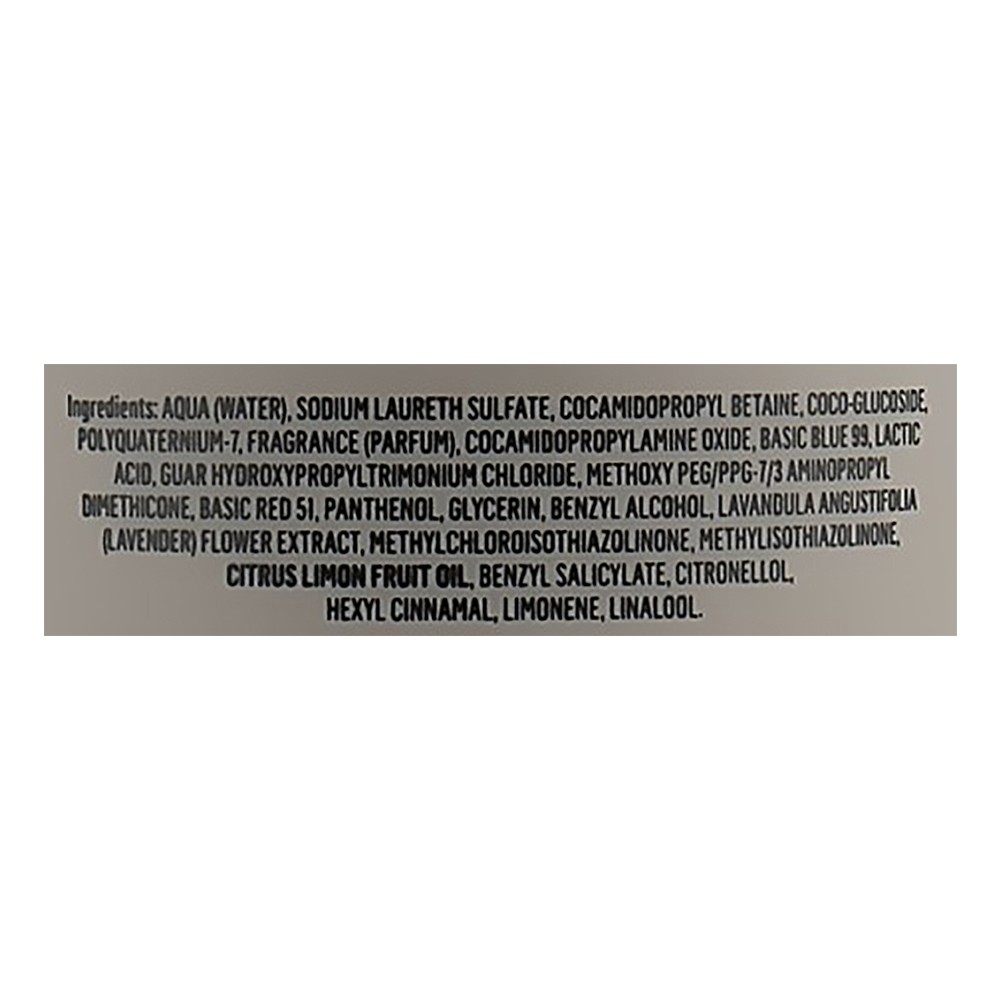 Ingredients: AQUA (WATER), SODIUM LAURETH SULFATE, COCAMIDOPROPYL BETAINE, COCO-GLUCOSIDE,
POLYQUATERNIUM-7, FRAGRANCE (PARFUM), COCAMIDOPROPYLAMINE OXIDE, BASIC BLUE 99, LACTIC
ACID, GUAR HYDROXYPROPYLTRIMONIUM CHLORIDE, METHOXY PEG/PPG-7/3 AMINOPROPYL
DIMETHICONE, BASIC RED 51, PANTHENOL, GLYCERIN, BENZYL ALCOHOL, LAVANDULA ANGUSTIFOLIA
(LAVENDER) FLOWER EXTRACT, METHYLCHLOROISOTHIAZOLINONE, METHYLISOTHIAZOLINONE,
CITRUS LIMON FRUIT OIL, BENZYL SALICYLATE, CITRONELLOL,
HEXYL CINNAMAL, LIMONENE, LINALOOL.